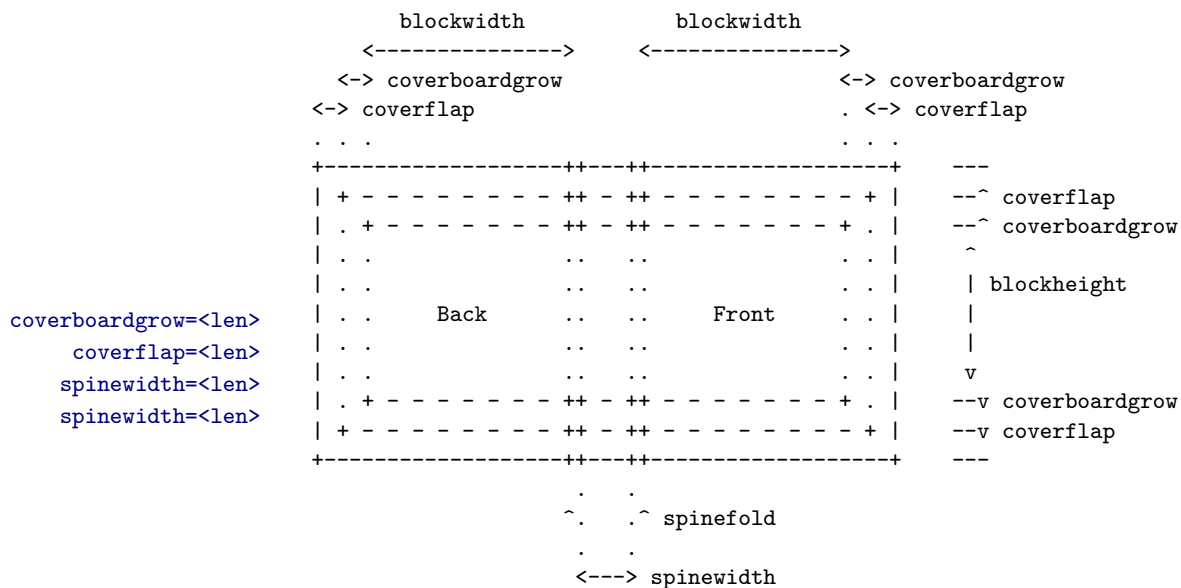 blockwidth blockwidth
<---------------> <--------------->
<-> coverboardgrow <-> coverboardgrow
<-> coverflap . <-> coverflap
. . . . . .
+-------------------++---++-------------------+ ---
| + - - - - - - - - - ++ - ++ - - - - - - - - - + | --^ coverflap
| . + - - - - - - - - ++ - ++ - - - - - - - - + . | --^ coverboardgrow
| . . .. .. . . | ^
| . . .. .. . . | | blockheight
coverboardgrow=<len> | . . Back .. .. Front . . | |
coverflap=<len> | . . .. .. . . | |
spinewidth=<len> | . . .. .. . . | v
spinewidth=<len> | . + - - - - - - - - ++ - ++ - - - - - - - - + . | --v coverboardgrow
| + - - - - - - - - - ++ - ++ - - - - - - - - - + | --v coverflap
+-------------------++---++-------------------+ ---
. .
^. .^ spinefold
. .
<---> spinewidth